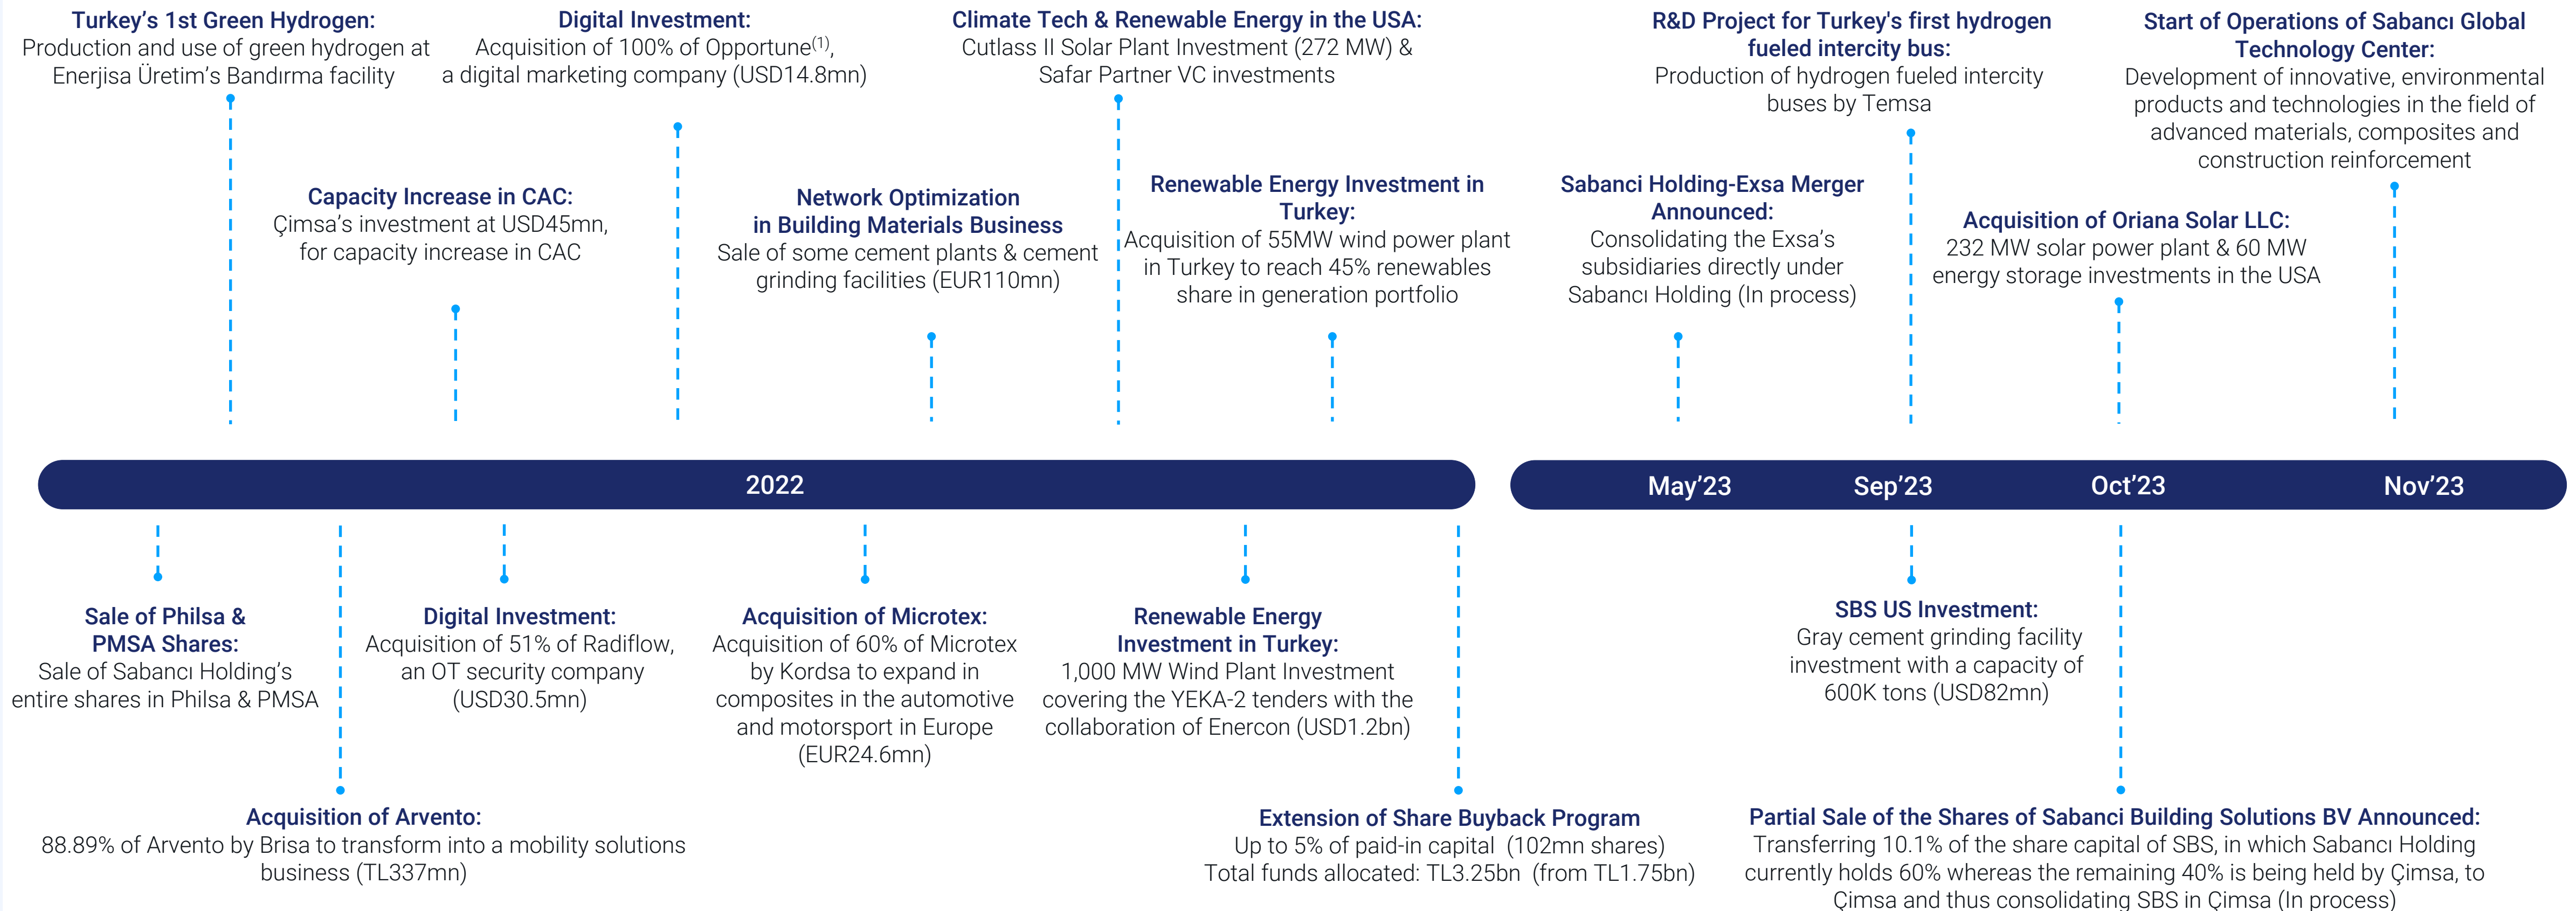 Turkey's 1st Green Hydrogen:
Production and use of green hydrogen at
Enerjisa Üretim's Bandırma facility
Digital Investment:
Acquisition of 100% of Opportune(1),
a digital marketing company (USD14.8mn)
Climate Tech & Renewable Energy in the USA:
Cutlass II Solar Plant Investment (272 MW) &
Safar Partner VC investments
R&D Project for Turkey's first hydrogen
fueled intercity bus:
Production of hydrogen fueled intercity
buses by Temsa
Start of Operations of Sabancı Global
Technology Center:
Development of innovative, environmental
products and technologies in the field of
advanced materials, composites and
construction reinforcement
Capacity Increase in CAC:
Çimsa's investment at USD45mn,
for capacity increase in CAC
Network Optimization
in Building Materials Business
Sale of some cement plants & cement
grinding facilities (EUR110mn)
Renewable Energy Investment in
Turkey:
Acquisition of 55MW wind power plant
in Turkey to reach 45% renewables
share in generation portfolio
Sabanci Holding-Exsa Merger
Announced:
Consolidating the Exsa's
subsidiaries directly under
Sabancı Holding (In process)
Acquisition of Oriana Solar LLC:
232 MW solar power plant & 60 MW
energy storage investments in the USA
2022
May'23
Sep'23
Oct'23
Nov'23
Sale of Philsa &
PMSA Shares:
Sale of Sabancı Holding's
entire shares in Philsa & PMSA
Digital Investment:
Acquisition of 51% of Radiflow,
an OT security company
(USD30.5mn)
Acquisition of Microtex:
Acquisition of 60% of Microtex
by Kordsa to expand in
composites in the automotive
and motorsport in Europe
(EUR24.6mn)
Renewable Energy
Investment in Turkey:
1,000 MW Wind Plant Investment
covering the YEKA-2 tenders with the
collaboration of Enercon (USD1.2bn)
SBS US Investment:
Gray cement grinding facility
investment with a capacity of
600K tons (USD82mn)
Acquisition of Arvento:
88.89% of Arvento by Brisa to transform into a mobility solutions
business (TL337mn)
Extension of Share Buyback Program
Up to 5% of paid-in capital (102mn shares)
Total funds allocated: TL3.25bn (from TL1.75bn)
Partial Sale of the Shares of Sabanci Building Solutions BV Announced:
Transferring 10.1% of the share capital of SBS, in which Sabancı Holding
currently holds 60% whereas the remaining 40% is being held by Çimsa, to
Çimsa and thus consolidating SBS in Çimsa (In process)